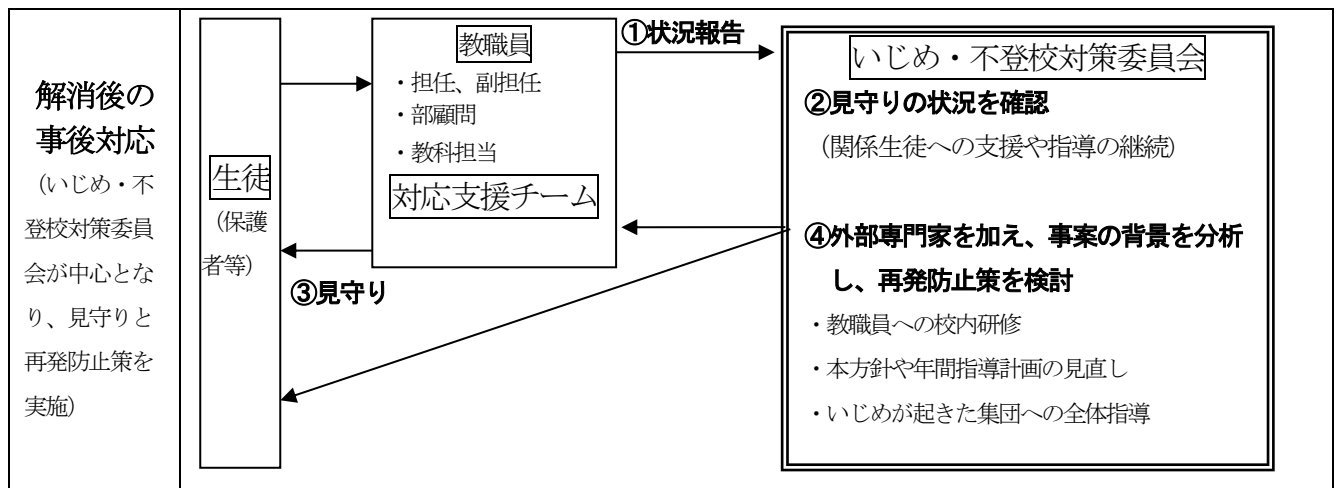 解消後の
事後対応
（いじめ・不
登校対策委員
会が中心とな
り、見守りと
再発防止策を
実施）
生徒
（保護
者等）
教職員
・担任、副担任
・部顧問
・教科担当
対応支援チーム
①状況報告
③見守り
いじめ・不登校対策委員会
②見守りの状況を確認
（関係生徒への支援や指導の継続）
④外部専門家を加え、事案の背景を分析
し、再発防止策を検討
・教職員への校内研修
・本方針や年間指導計画の見直し
・いじめが起きた集団への全体指導